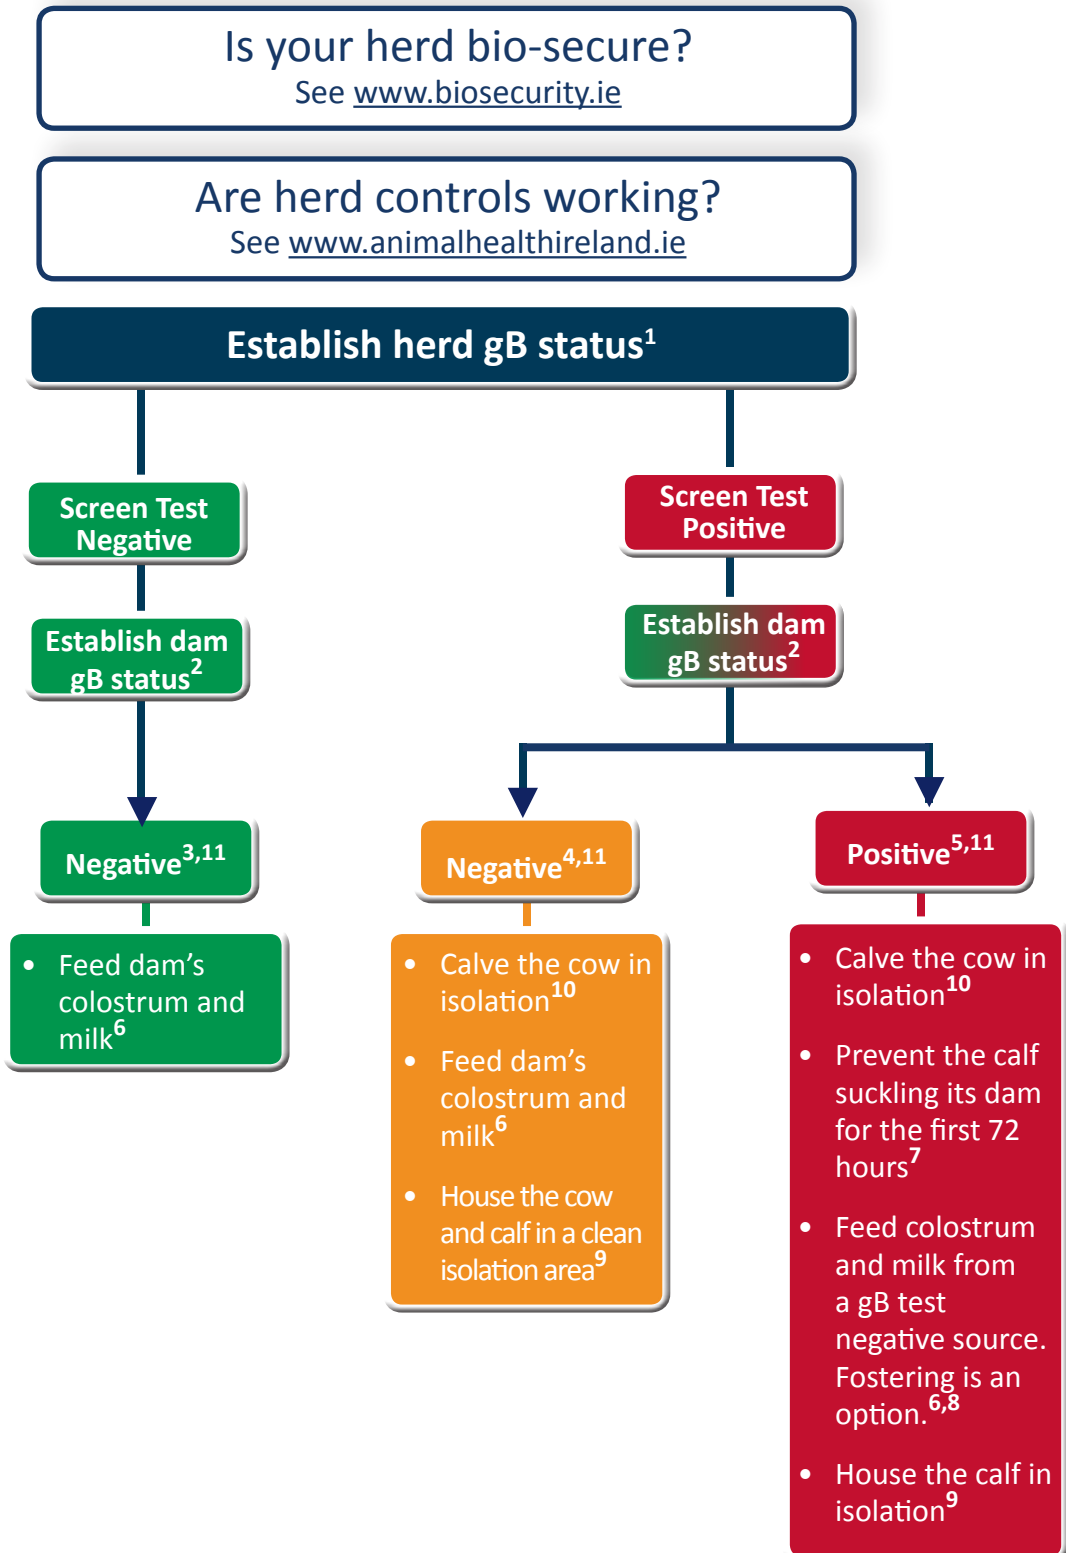 Is your herd bio-secure?
See www.biosecurity.ie
Are herd controls working?
See www.animalhealthireland.ie
Establish herd gB status1
Screen Test
Negative
Screen Test
Positive
Establish dam
gB status2
Establish dam
gB status2
Negative3,11
Negative4,11
Positive5,11
• Feed dam’s
colostrum and
milk6
• Calve the cow in
isolation10
• Feed dam’s
colostrum and
milk6
• House the cow
and calf in a clean
isolation area9
• Calve the cow in
isolation10
• Prevent the calf
suckling its dam
for the first 72
hours7
• Feed colostrum
and milk from
a gB test
negative source.
Fostering is an
option.6,8
• House the calf in
isolation9